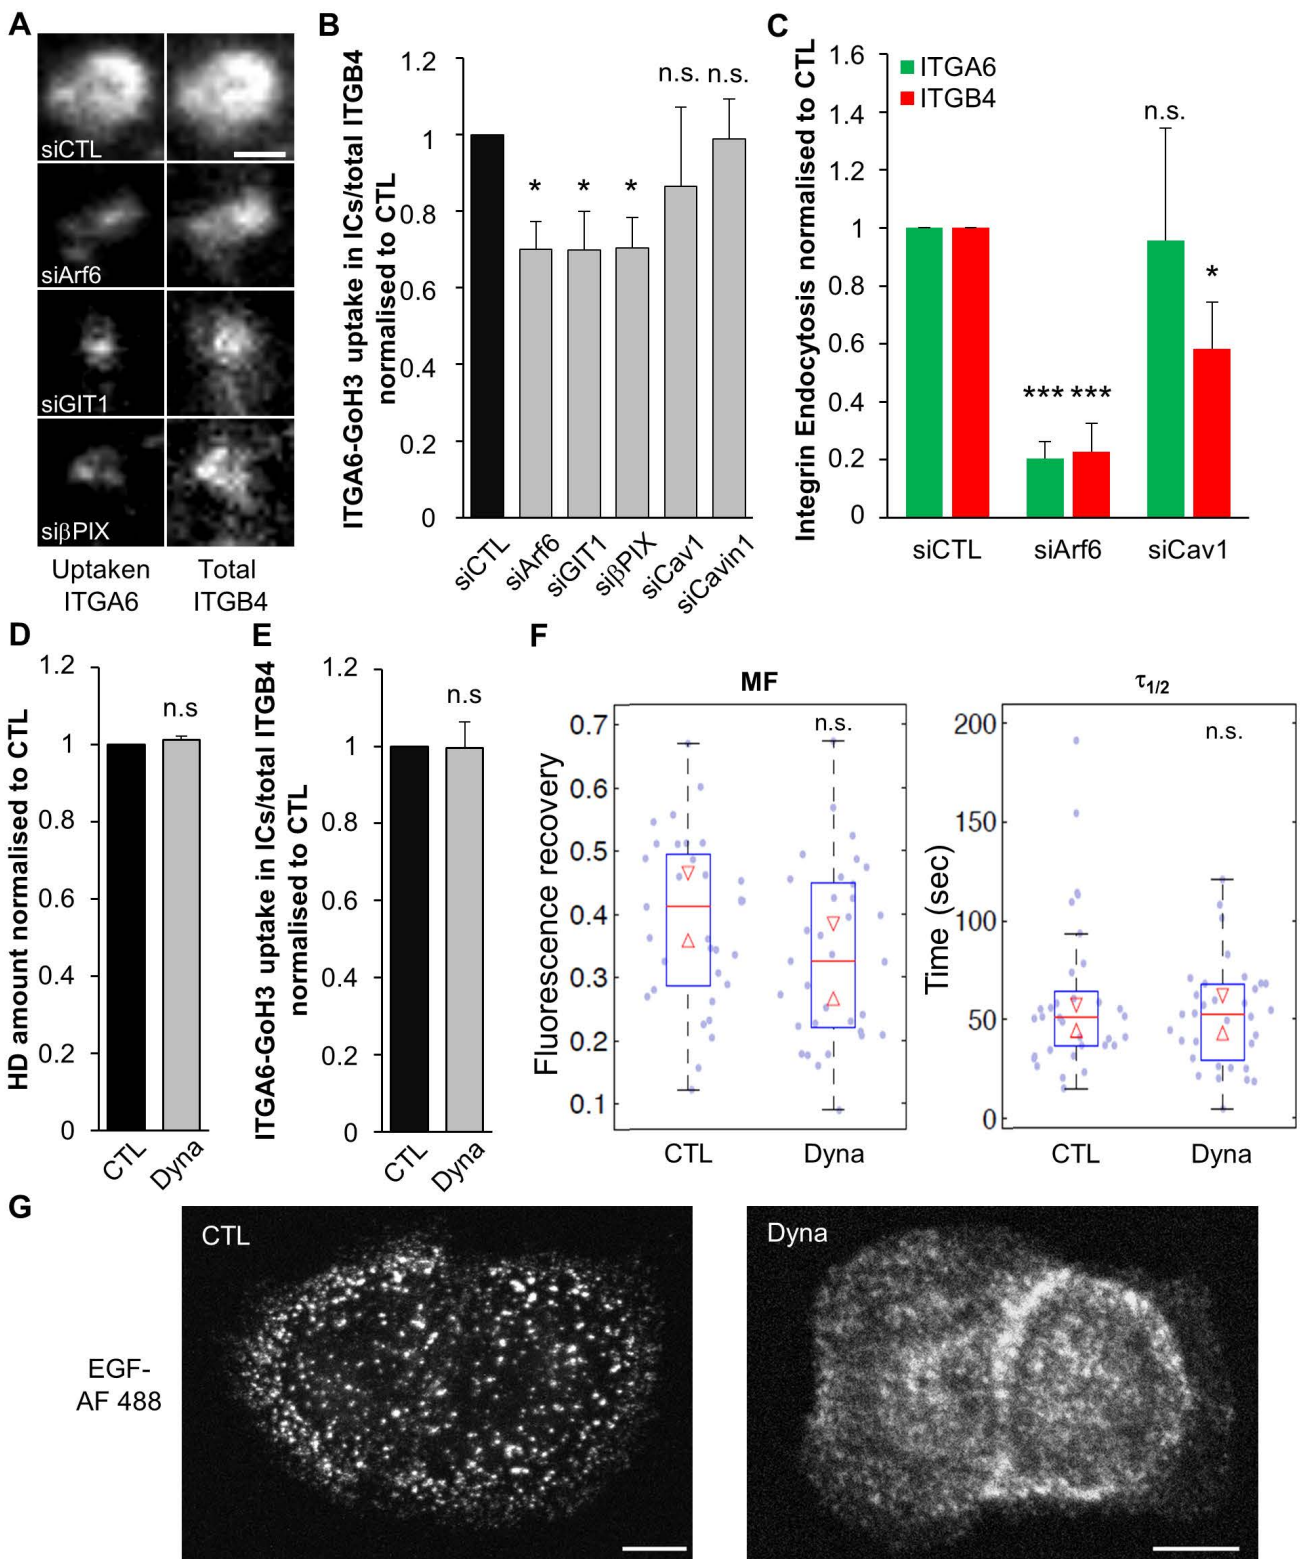 A
siCTL
siArf6
siGIT1
siβPIX
Uptaken
ITGA6
Total
ITGB4
B
ITGA6-GoH3 uptake in ICs/total ITGB4
normalised to CTL
1.2
1
0.8
0.6
0.4
0.2
0
*
*
*
n.s.
n.s.
siCTL
siArf6
siGIT1
siβPIX
siCav1
siCavin1
C
Integrin Endocytosis normalised to CTL
1.6
1.4
1.2
1
0.8
0.6
0.4
0.2
0
ITGA6
ITGB4
***
***
n.s.
*
siCTL
siArf6
siCav1
D
HD amount normalised to CTL
1.2
1
0.8
0.6
0.4
0.2
0
n.s
CTL
Dyna
E
ITGA6-GoH3 uptake in ICs/total ITGB4
normalised to CTL
1.2
1
0.8
0.6
0.4
0.2
0
n.s
CTL
Dyna
F
MF
Fluorescence recovery
0.7
0.6
0.5
0.4
0.3
0.2
0.1
n.s.
CTL
Dyna
τ1/2
Time (sec)
200
150
100
50
0
n.s.
CTL
Dyna
G
EGF-
AF 488
CTL
Dyna